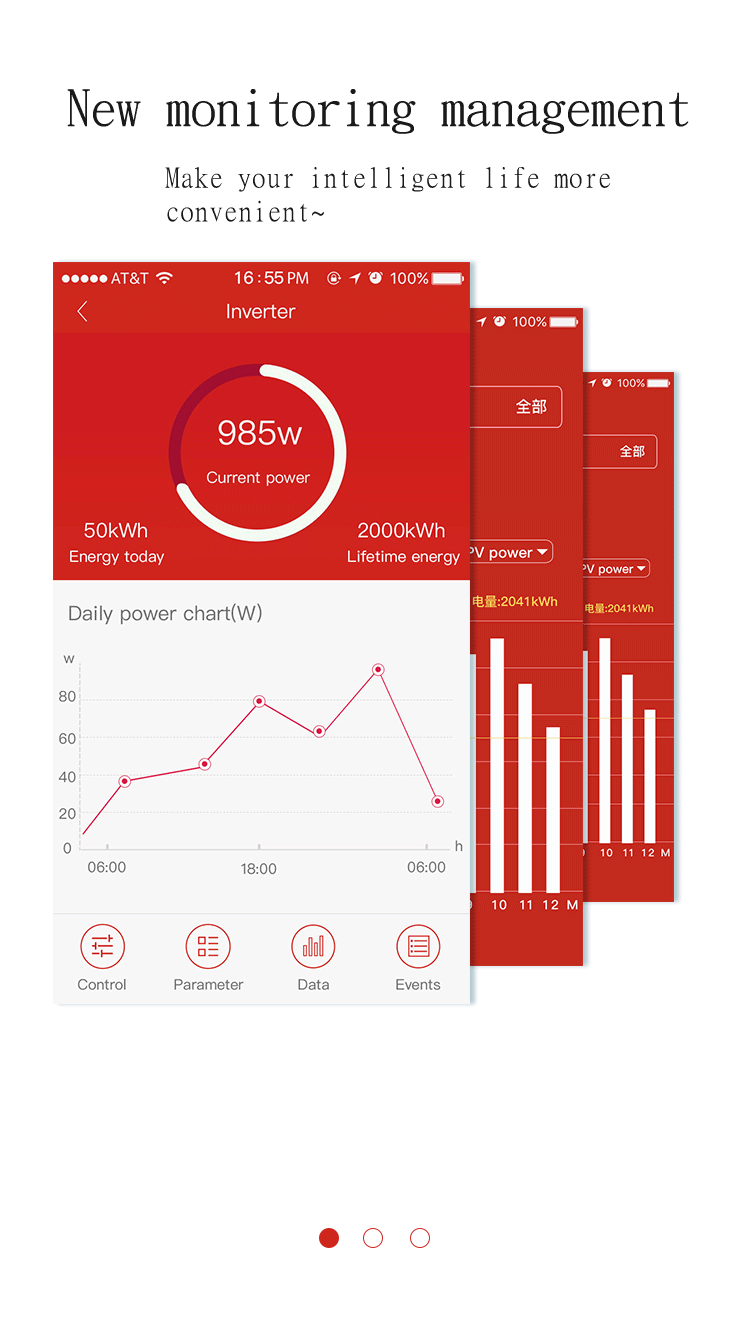 New monitoring management
Make your intelligent life more
convenient~
AT&T 16:55 PM 100%
Inverter
985w
Current power
50kWh
Energy today
2000kWh
Lifetime energy
Daily power chart(W)
w
80
60
40
20
0
h
06:00 18:00 06:00
Control Parameter Data Events
100%
全部
PV power
电量:2041kWh
10 11 12 M
100%
全部
PV power
电量:2041kWh
10 11 12 M